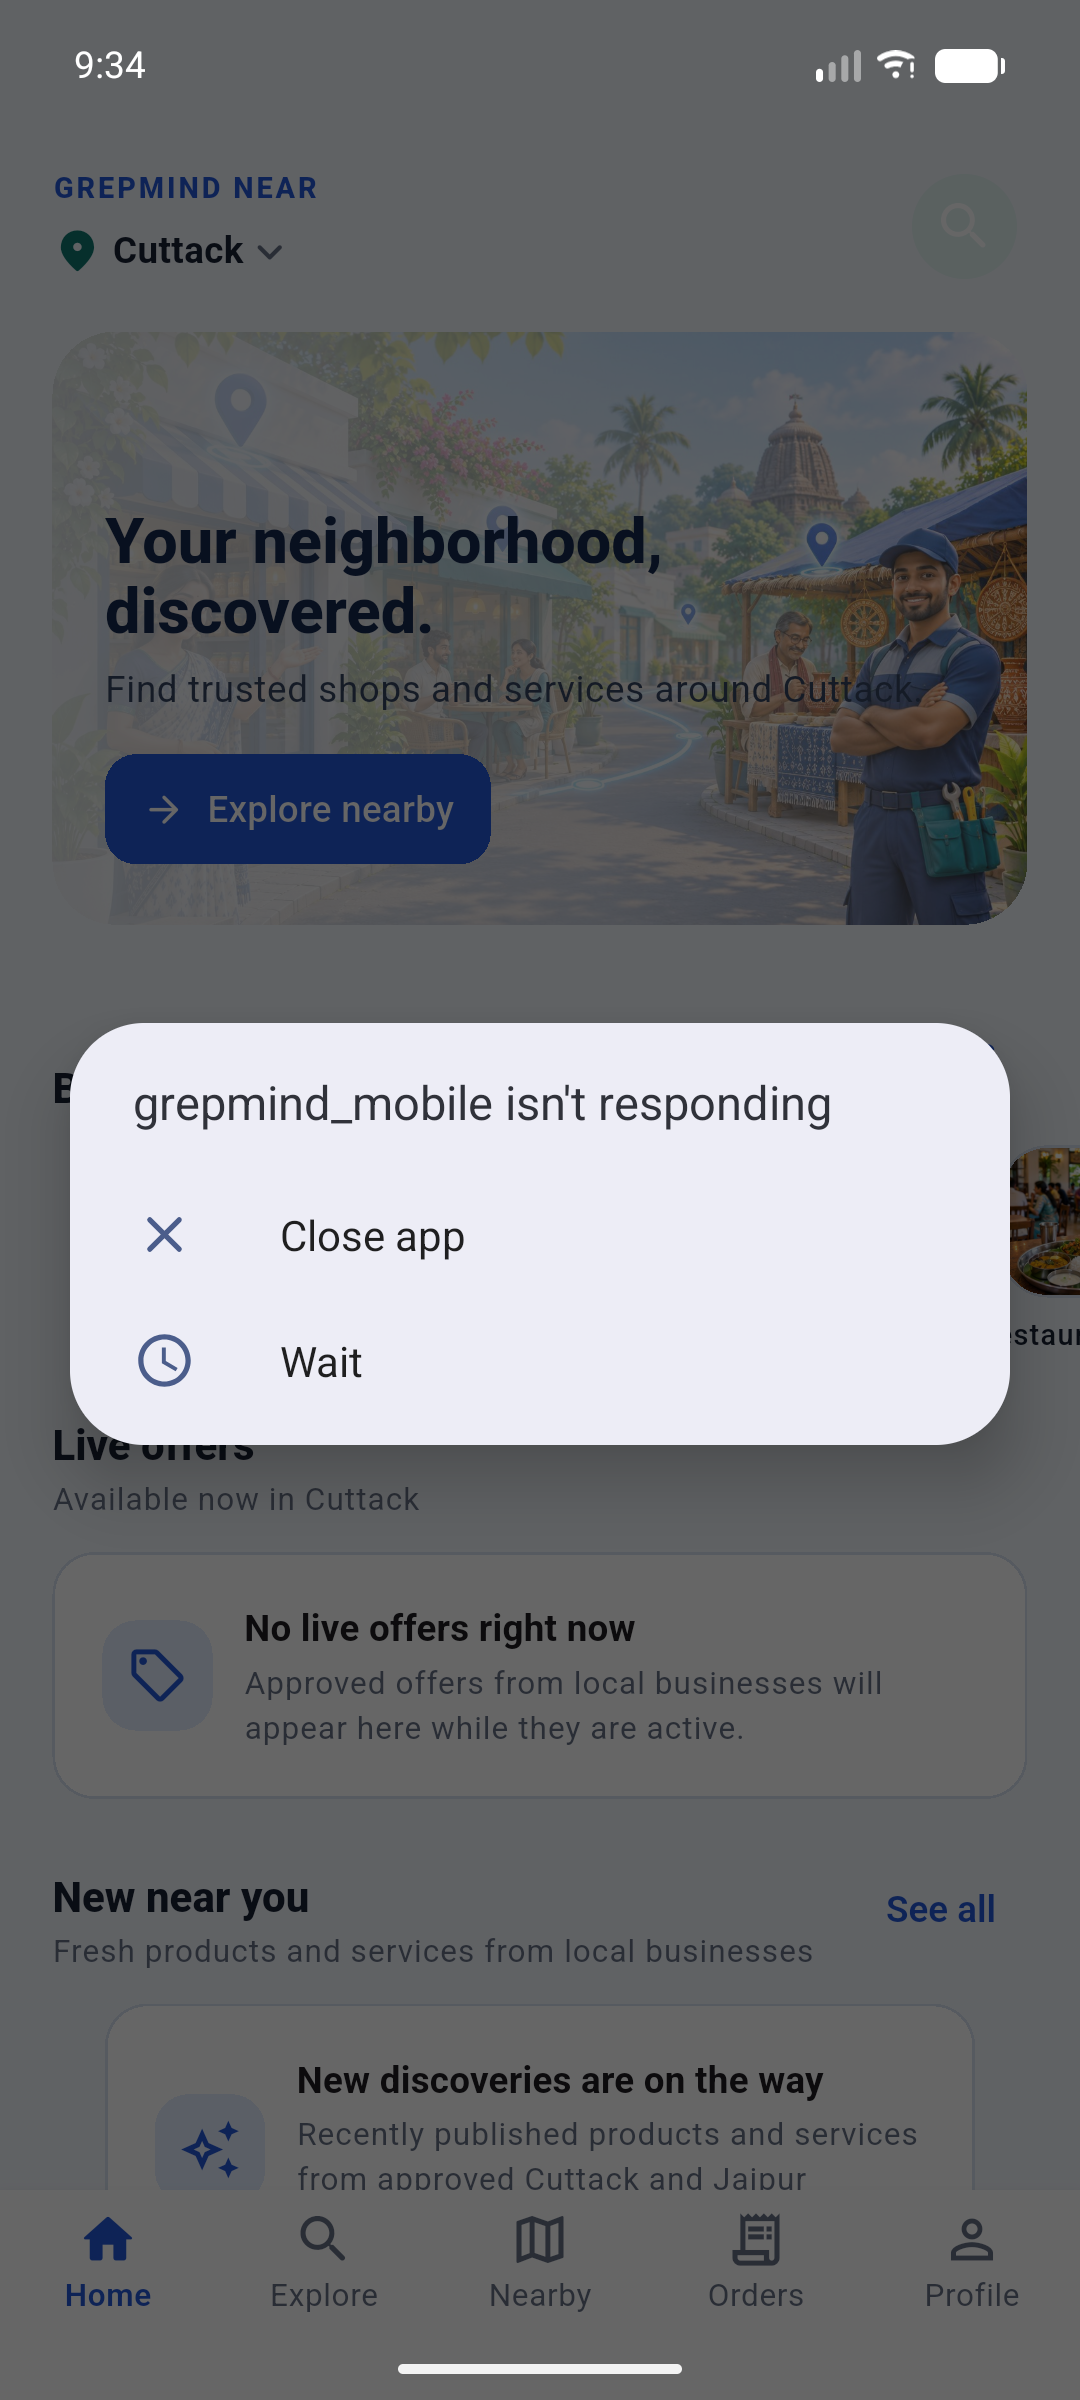 9:34
GREPMIND NEAR
Cuttack
Your neighborhood,
discovered.
Find trusted shops and services around Cuttack
Explore nearby
grepmind_mobile isn't responding
Close app
Wait
Live offers
Available now in Cuttack
No live offers right now
Approved offers from local businesses will
appear here while they are active.
New near you
See all
Fresh products and services from local businesses
New discoveries are on the way
Recently published products and services
from approved Cuttack and Jaipur
Home
Explore
Nearby
Orders
Profile